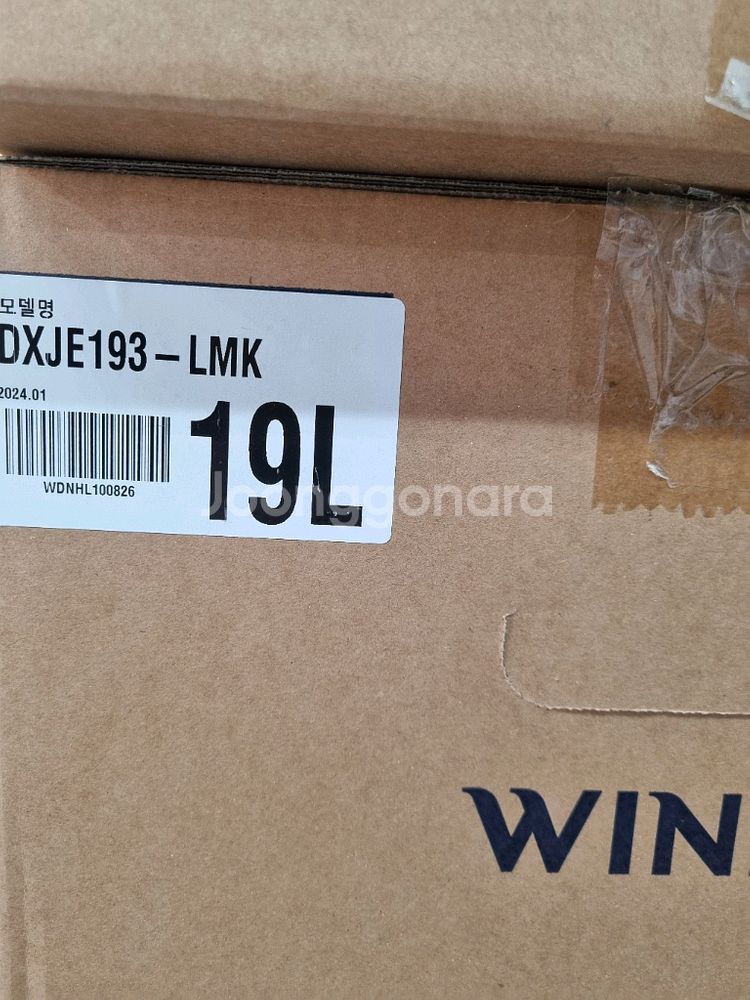 모델명
DXJE193-LMK
2024.01
WDNHL100826
19L
Joonggonara
WIN